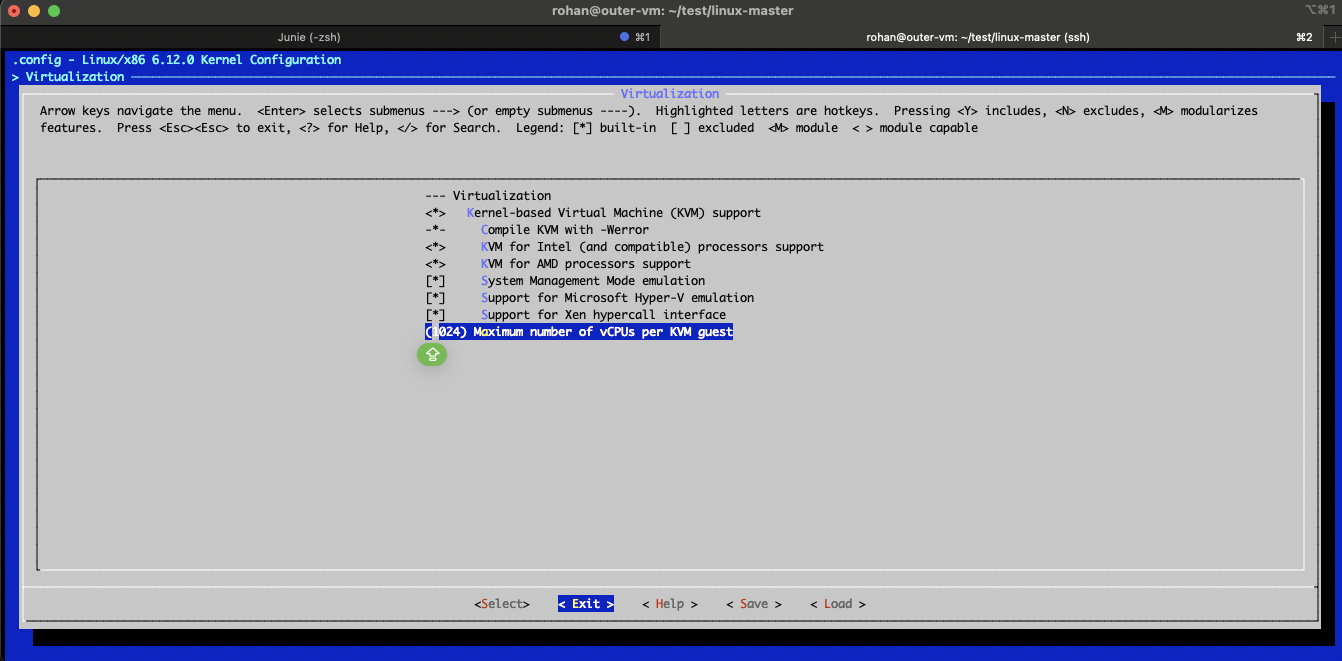 rohan@outer-vm: ~/test/linux-master
⌥⌘1
Junie (-zsh)
⌘1
rohan@outer-vm: ~/test/linux-master (ssh)
⌘2
.config - Linux/x86 6.12.0 Kernel Configuration
> Virtualization
Virtualization
Arrow keys navigate the menu.  <Enter> selects submenus ---> (or empty submenus ----).  Highlighted letters are hotkeys.  Pressing <Y> includes, <N> excludes, <M> modularizes
features.  Press <Esc><Esc> to exit, <?> for Help, </> for Search.  Legend: [*] built-in  [ ] excluded  <M> module  < > module capable
--- Virtualization
<*>   Kernel-based Virtual Machine (KVM) support
-*-     Compile KVM with -Werror
<*>     KVM for Intel (and compatible) processors support
<*>     KVM for AMD processors support
[*]     System Management Mode emulation
[*]     Support for Microsoft Hyper-V emulation
[*]     Support for Xen hypercall interface
(1024) Maximum number of vCPUs per KVM guest
<Select>    < Exit >    < Help >    < Save >    < Load >